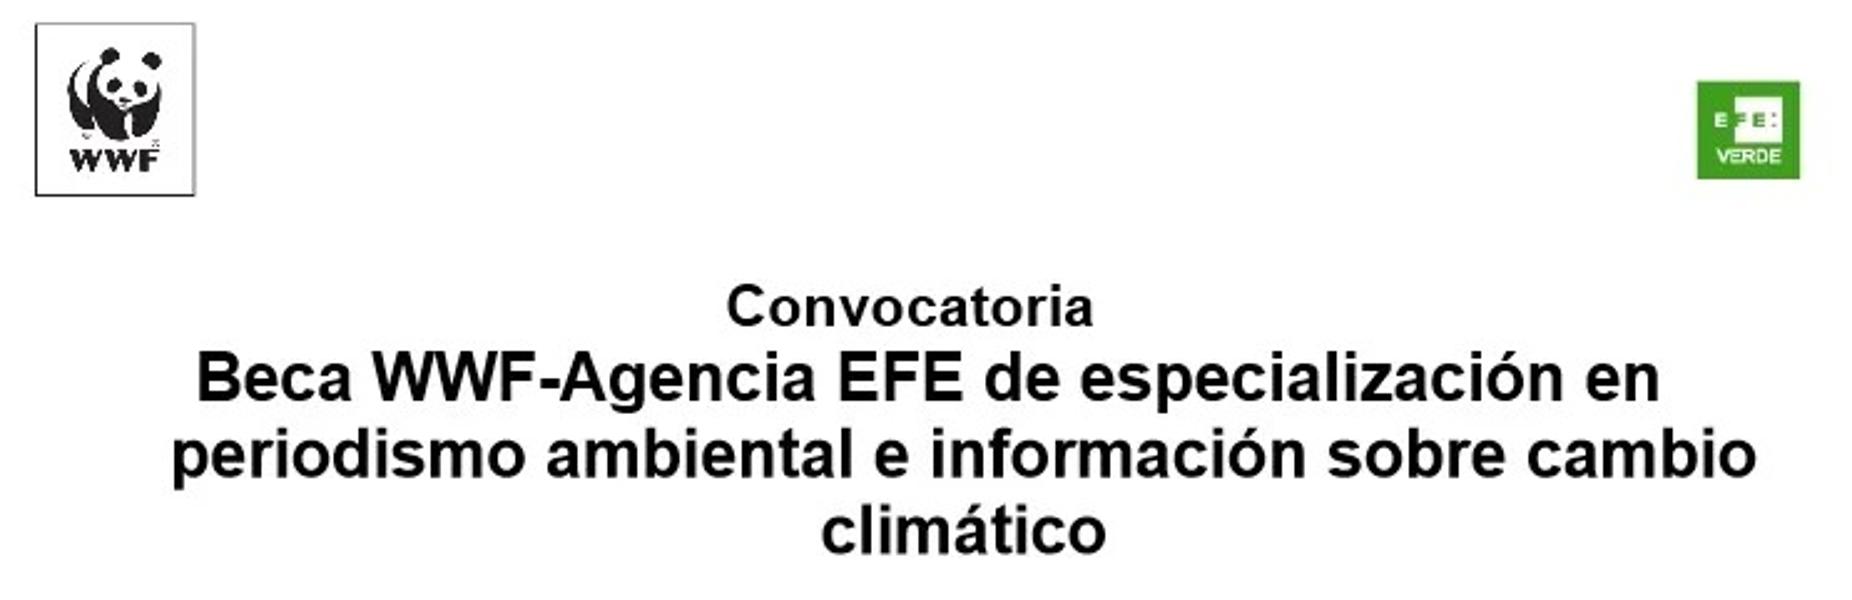 WWF
EFE:
VERDE
Convocatoria
Beca WWF-Agencia EFE de especialización en
periodismo ambiental e información sobre cambio
climático